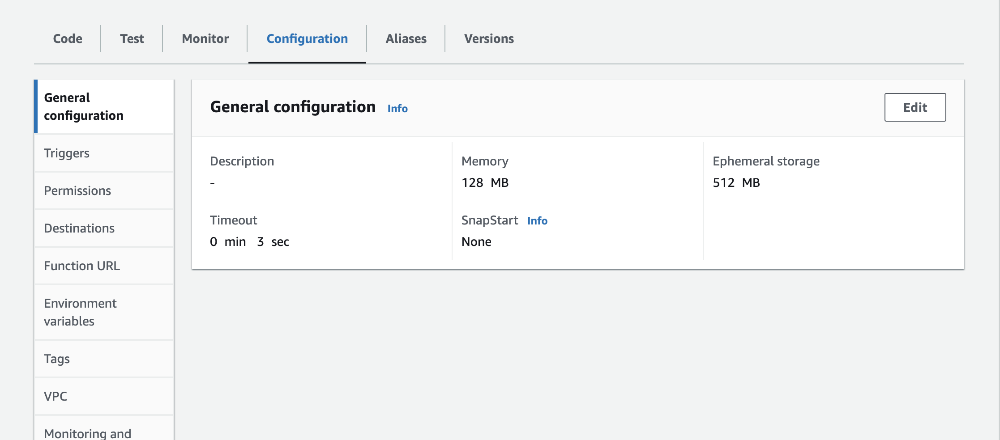 Code Test Monitor Configuration Aliases Versions
General
configuration
Triggers
Permissions
Destinations
Function URL
Environment
variables
Tags
VPC
Monitoring and
General configuration Info
Edit
Description
-
Memory
128 MB
Ephemeral storage
512 MB
Timeout
0 min 3 sec
SnapStart Info
None